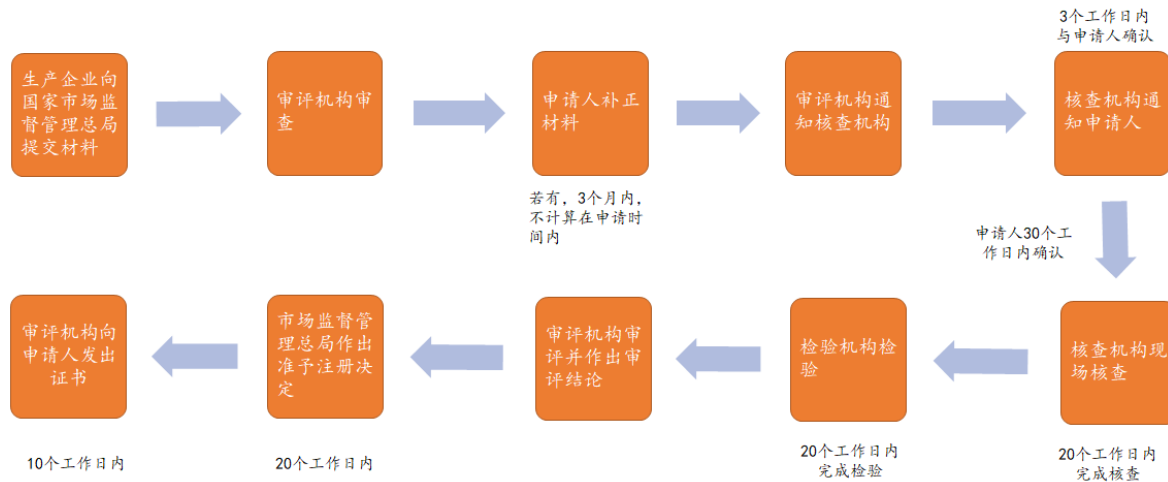 3个工作日内
与申请人确认
生产企业向
国家市场监
督管理总局
提交材料
审评机构审
查
申请人补正
材料
审评机构通
知核查机构
核查机构通
知申请人
若有，3个月内，
不计算在申请时
间内
申请人30个工
作日内确认
核查机构现
场核查
检验机构检
验
审评机构审
评并作出审
评结论
市场监督管
理总局作出
准予注册决
定
审评机构向
申请人发出
证书
20个工作日内
完成核查
20个工作日内
完成检验
20个工作日内
10个工作日内